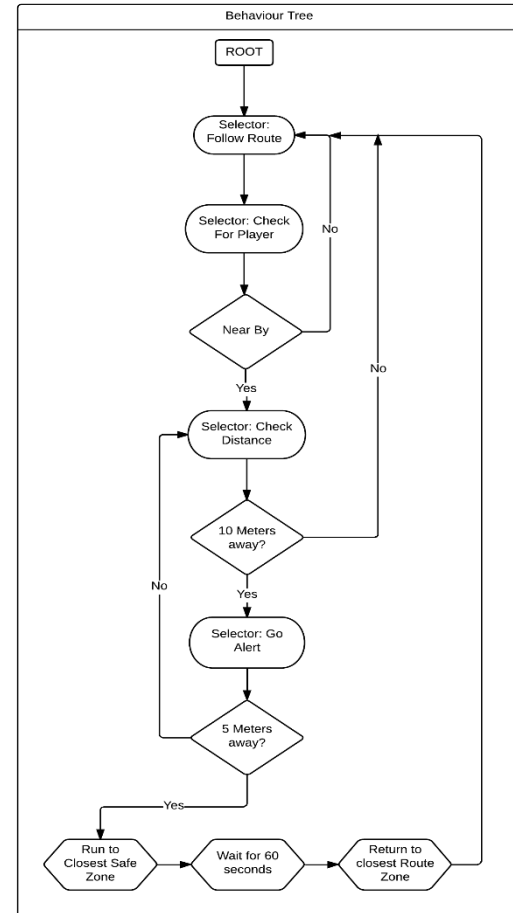 Behaviour Tree
ROOT
Selector:
Follow Route
Selector: Check
For Player
No
Near By
No
Yes
Selector: Check
Distance
10 Meters
away?
No
Yes
Selector: Go
Alert
5 Meters
away?
Yes
Run to
Closest Safe
Zone
Wait for 60
seconds
Return to
closest Route
Zone